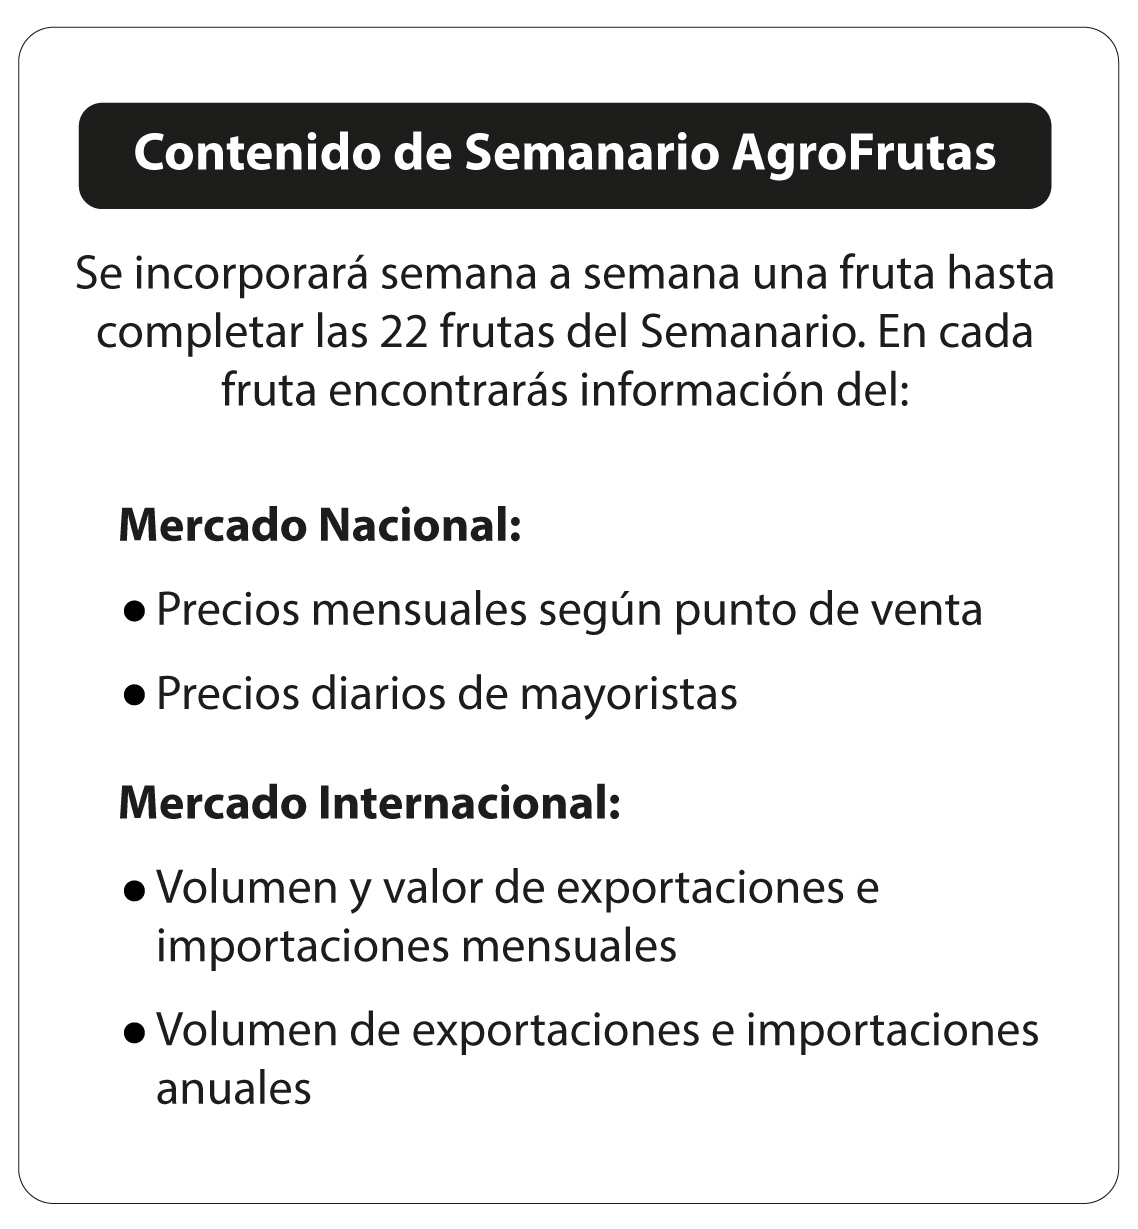 Contenido de Semanario AgroFrutas
Se incorporará semana a semana una fruta hasta
completar las 22 frutas del Semanario. En cada
fruta encontrarás información del:
Mercado Nacional:
● Precios mensuales según punto de venta
● Precios diarios de mayoristas
Mercado Internacional:
● Volumen y valor de exportaciones e
importaciones mensuales
● Volumen de exportaciones e importaciones
anuales